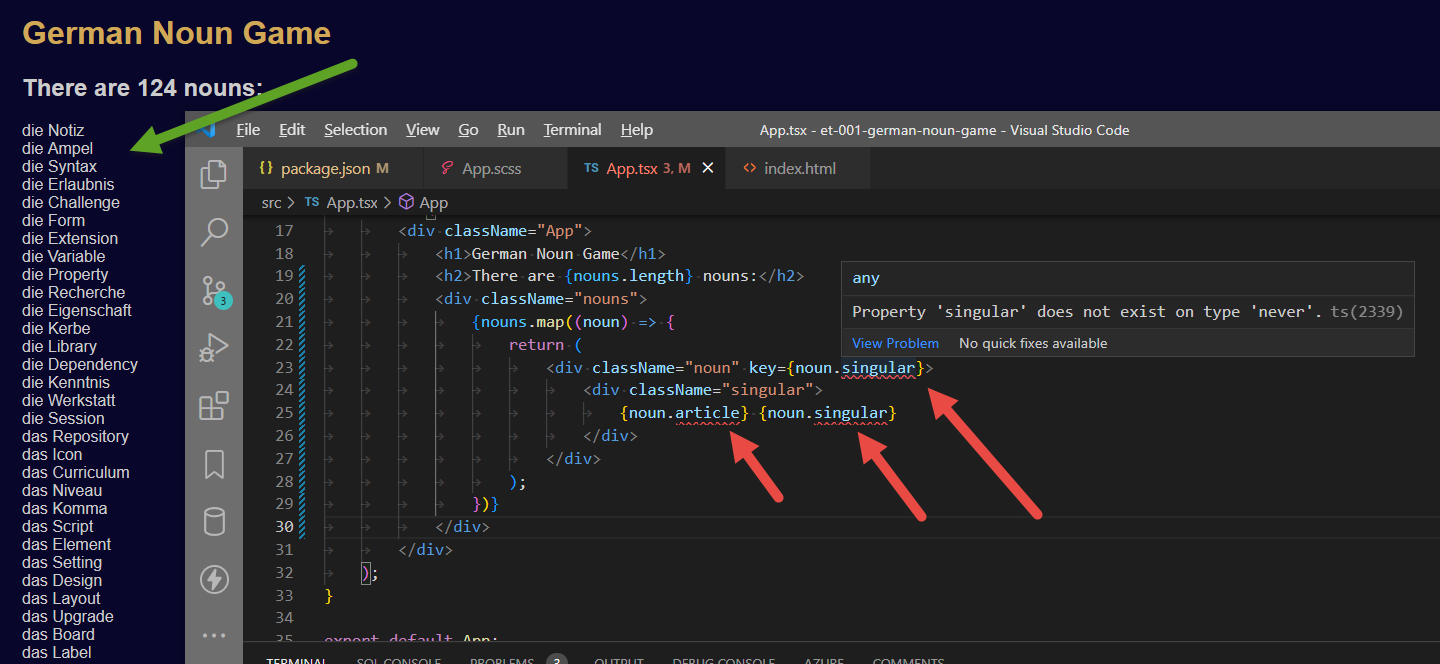 German Noun Game
There are 124 nouns:
die Notiz
die Ampel
die Syntax
die Erlaubnis
die Challenge
die Form
die Extension
die Variable
die Property
die Recherche
die Eigenschaft
die Kerbe
die Library
die Dependency
die Kenntnis
die Werkstatt
die Session
das Repository
das Icon
das Curriculum
das Niveau
das Komma
das Script
das Element
das Setting
das Design
das Layout
das Upgrade
das Board
das Label
File Edit Selection View Go Run Terminal Help App.tsx - et-001-german-noun-game - Visual Studio Code
{} package.json M App.scss TS App.tsx 3, M × <> index.html
src > TS App.tsx > App
3
17 <div className="App">
18 <h1>German Noun Game</h1>
19 <h2>There are {nouns.length} nouns:</h2>
20 <div className="nouns">
21 {nouns.map((noun) => {
22 return (
23 <div className="noun" key={noun.singular}>
24 <div className="singular">
25 {noun.article} {noun.singular}
26 </div>
27 </div>
28 );
29 })}
30 </div>
31 </div>
32 );
33 }
34
35 export default App;
any
Property 'singular' does not exist on type 'never'. ts(2339)
View Problem No quick fixes available
TERMINAL SQL CONSOLE PROBLEMS 3 OUTPUT DEBUG CONSOLE AZURE COMMENTS